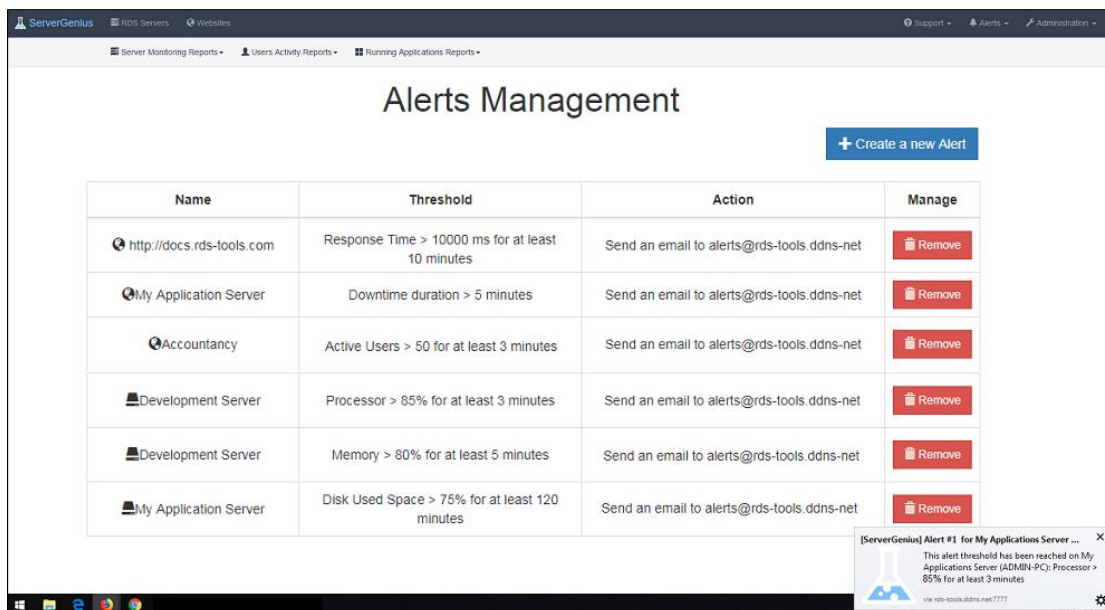 ServerGenius RDS Servers Websites Support Alerts Administration
Server Monitoring Reports Users Activity Reports Running Applications Reports
Alerts Management
+ Create a new Alert
Name Threshold Action Manage
http://docs.rds-tools.com Response Time > 10000 ms for at least 10 minutes Send an email to alerts@rds-tools.ddns-net Remove
My Application Server Downtime duration > 5 minutes Send an email to alerts@rds-tools.ddns-net Remove
Accountancy Active Users > 50 for at least 3 minutes Send an email to alerts@rds-tools.ddns-net Remove
Development Server Processor > 85% for at least 3 minutes Send an email to alerts@rds-tools.ddns-net Remove
Development Server Memory > 80% for at least 5 minutes Send an email to alerts@rds-tools.ddns-net Remove
My Application Server Disk Used Space > 75% for at least 120 minutes Send an email to alerts@rds-tools.ddns-net Remove
[ServerGenius] Alert #1 for My Applications Server ...
This alert threshold has been reached on My
Applications Server (ADMIN-PC): Processor >
85% for at least 3 minutes
via rds-tools.ddns.net:7777